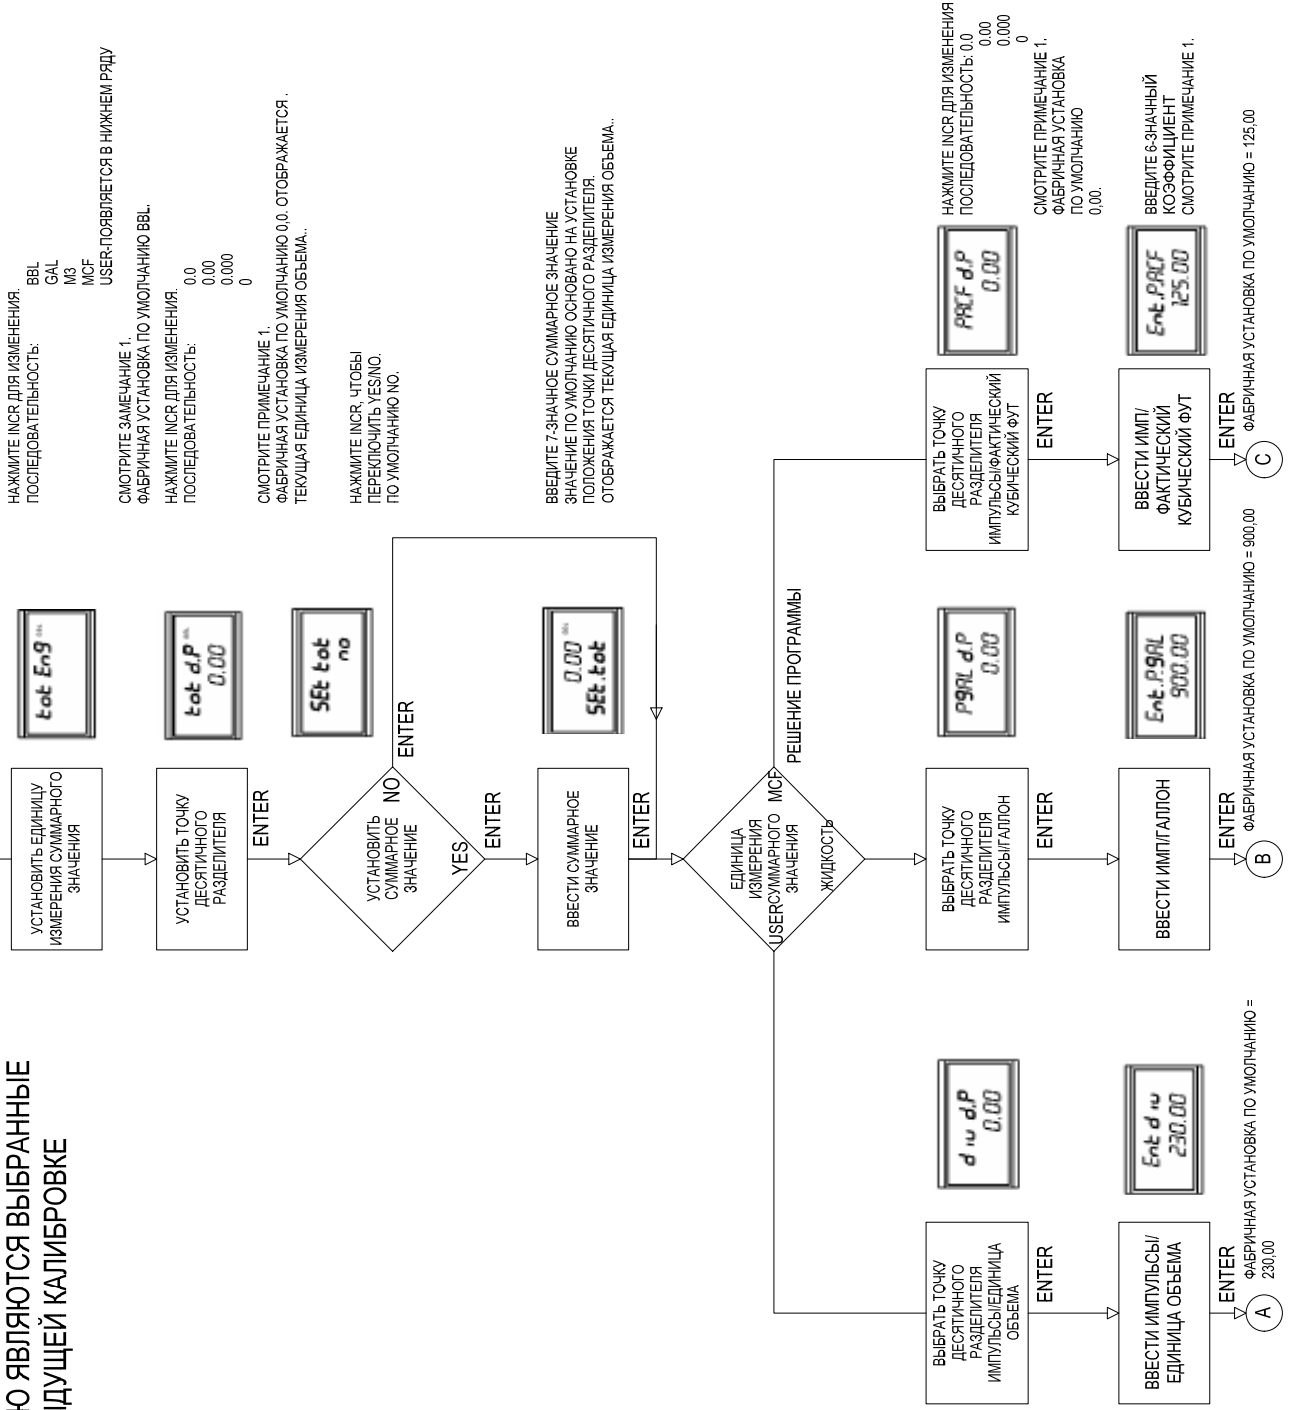 Ю ЯВЛЯЮТСЯ ВЫБРАННЫЕ
ДУЩЕЙ КАЛИБРОВКЕ
УСТАНОВИТЬ ЕДИНИЦУ
ИЗМЕРЕНИЯ СУММАРНОГО
ЗНАЧЕНИЯ
tot Eng
НАЖМИТЕ INCR ДЛЯ ИЗМЕНЕНИЯ.
ПОСЛЕДОВАТЕЛЬНОСТЬ:
BBL
GAL
M3
MCF
USER-ПОЯВЛЯЕТСЯ В НИЖНЕМ РЯДУ
СМОТРИТЕ ЗАМЕЧАНИЕ 1.
ФАБРИЧНАЯ УСТАНОВКА ПО УМОЛЧАНИЮ BBL.
УСТАНОВИТЬ ТОЧКУ
ДЕСЯТИЧНОГО
РАЗДЕЛИТЕЛЯ
ENTER
tot d.P
0.00
НАЖМИТЕ INCR ДЛЯ ИЗМЕНЕНИЯ.
ПОСЛЕДОВАТЕЛЬНОСТЬ:
0.0
0.00
0.000
0
СМОТРИТЕ ПРИМЕЧАНИЕ 1.
ФАБРИЧНАЯ УСТАНОВКА ПО УМОЛЧАНИЮ 0,0. ОТОБРАЖАЕТСЯ .
ТЕКУЩАЯ ЕДИНИЦА ИЗМЕРЕНИЯ ОБЪЕМА..
УСТАНОВИТЬ
СУММАРНОЕ
ЗНАЧЕНИЕ
NO
ENTER
YES
ENTER
SEt tot
no
НАЖМИТЕ INCR, ЧТОБЫ
ПЕРЕКЛЮЧИТЬ YES/NO.
ПО УМОЛЧАНИЮ NO.
ВВЕСТИ СУММАРНОЕ
ЗНАЧЕНИЕ
ENTER
0.00
SEt.tot
ВВЕДИТЕ 7-ЗНАЧНОЕ СУММАРНОЕ ЗНАЧЕНИЕ
ЗНАЧЕНИЕ ПО УМОЛЧАНИЮ ОСНОВАНО НА УСТАНОВКЕ
ПОЛОЖЕНИЯ ТОЧКИ ДЕСЯТИЧНОГО РАЗДЕЛИТЕЛЯ.
ОТОБРАЖАЕТСЯ ТЕКУЩАЯ ЕДИНИЦА ИЗМЕРЕНИЯ ОБЪЕМА..
ЕДИНИЦА
ИЗМЕРЕНИЯ
СУММАРНОГО
ЗНАЧЕНИЯ
USER
MCF
ЖИДКОСТЬ
РЕШЕНИЕ ПРОГРАММЫ
ВЫБРАТЬ ТОЧКУ
ДЕСЯТИЧНОГО
РАЗДЕЛИТЕЛЯ
ИМПУЛЬСЫ/ЕДИНИЦА
ОБЪЕМА
ENTER
div d.P
0.00
ВЫБРАТЬ ТОЧКУ
ДЕСЯТИЧНОГО
РАЗДЕЛИТЕЛЯ
ИМПУЛЬСЫ/ГАЛЛОН
ENTER
PgAL d.P
0.00
ВЫБРАТЬ ТОЧКУ
ДЕСЯТИЧНОГО
РАЗДЕЛИТЕЛЯ
ИМПУЛЬСЫ/ФАКТИЧЕСКИЙ
КУБИЧЕСКИЙ ФУТ
ENTER
PACF d.P
0.00
НАЖМИТЕ INCR ДЛЯ ИЗМЕНЕНИЯ
ПОСЛЕДОВАТЕЛЬНОСТЬ: 0.0
0.00
0.000
0
СМОТРИТЕ ПРИМЕЧАНИЕ 1.
ФАБРИЧНАЯ УСТАНОВКА
ПО УМОЛЧАНИЮ
0,00.
ВВЕСТИ ИМПУЛЬСЫ/
ЕДИНИЦА ОБЪЕМА
ENTER
Ent div
230.00
ФАБРИЧНАЯ УСТАНОВКА ПО УМОЛЧАНИЮ =
230,00
A
ВВЕСТИ ИМП/ГАЛЛОН
ENTER
Ent.P.gAL
900.00
ФАБРИЧНАЯ УСТАНОВКА ПО УМОЛЧАНИЮ = 900,00
B
ВВЕСТИ ИМП/
ФАКТИЧЕСКИЙ
КУБИЧЕСКИЙ ФУТ
ENTER
Ent.P.ACF
125.00
ВВЕДИТЕ 6-ЗНАЧНЫЙ
КОЭФФИЦИЕНТ
СМОТРИТЕ ПРИМЕЧАНИЕ 1.
ФАБРИЧНАЯ УСТАНОВКА ПО УМОЛЧАНИЮ = 125,00
C